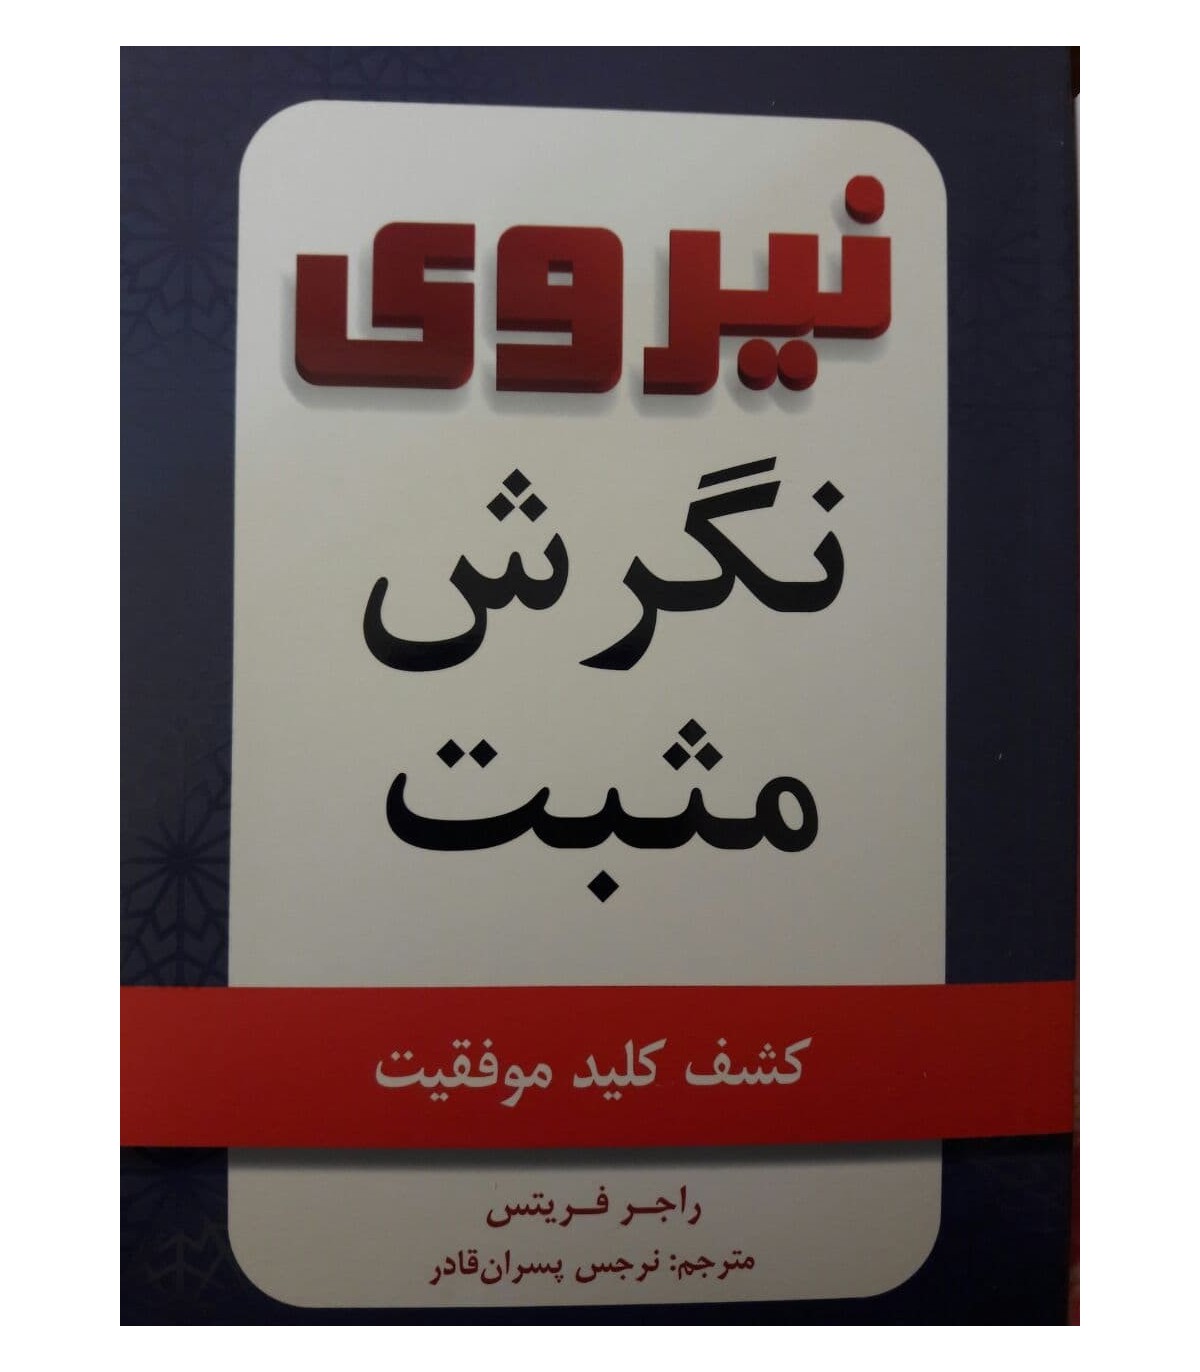 نیروی
نگرش
مثبت
کشف کلید موفقیت
راجر فریتس
مترجم: نرجس پسران‌قادر